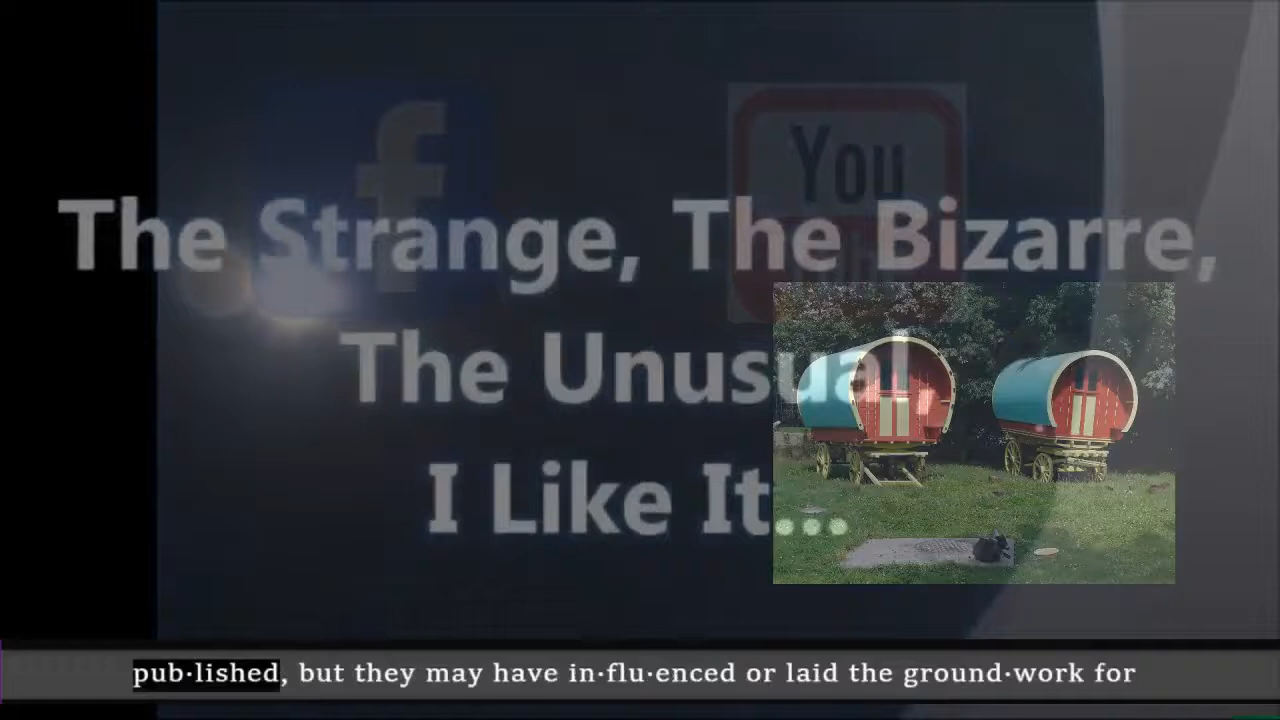 f
You
The Strange, The Bizarre,
The Unusual
I Like It...
pub·lished, but they may have in·flu·enced or laid the ground·work for